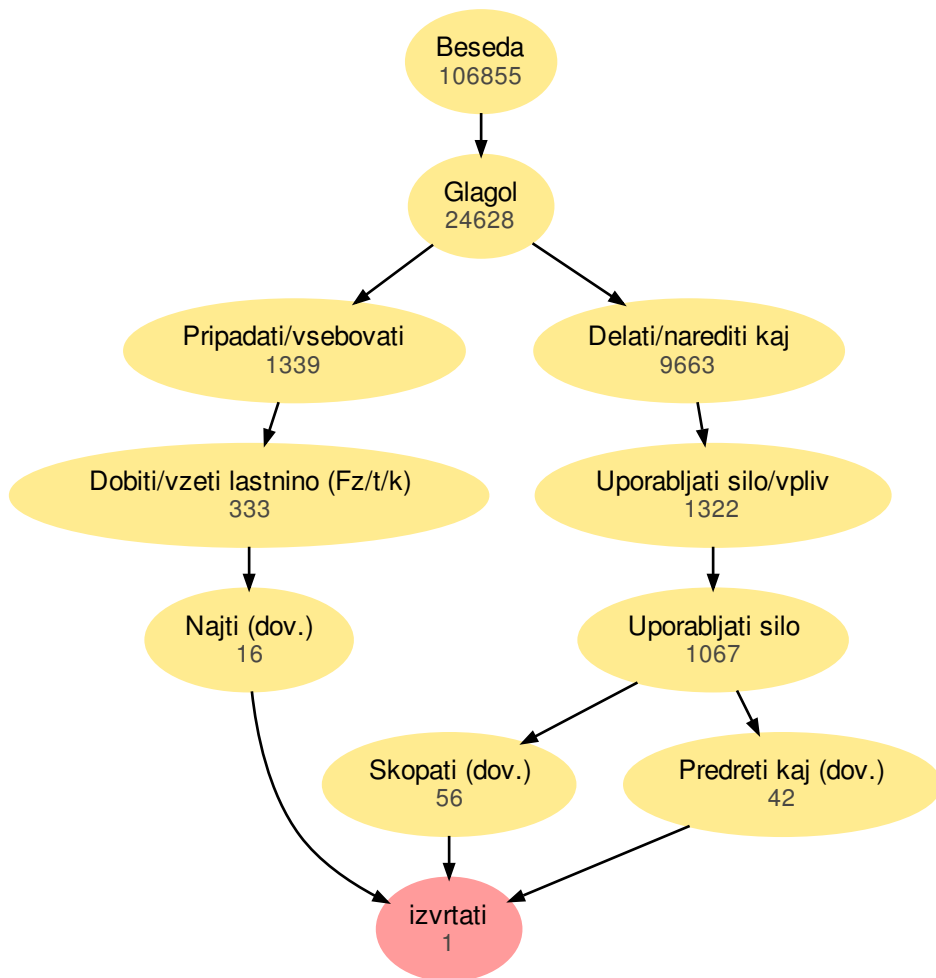 Beseda
106855
Glagol
24628
Pripadati/vsebovati
1339
Delati/narediti kaj
9663
Dobiti/vzeti lastnino (Fz/t/k)
333
Uporabljati silo/vpliv
1322
Najti (dov.)
16
Uporabljati silo
1067
Skopati (dov.)
56
Predreti kaj (dov.)
42
izvrtati
1